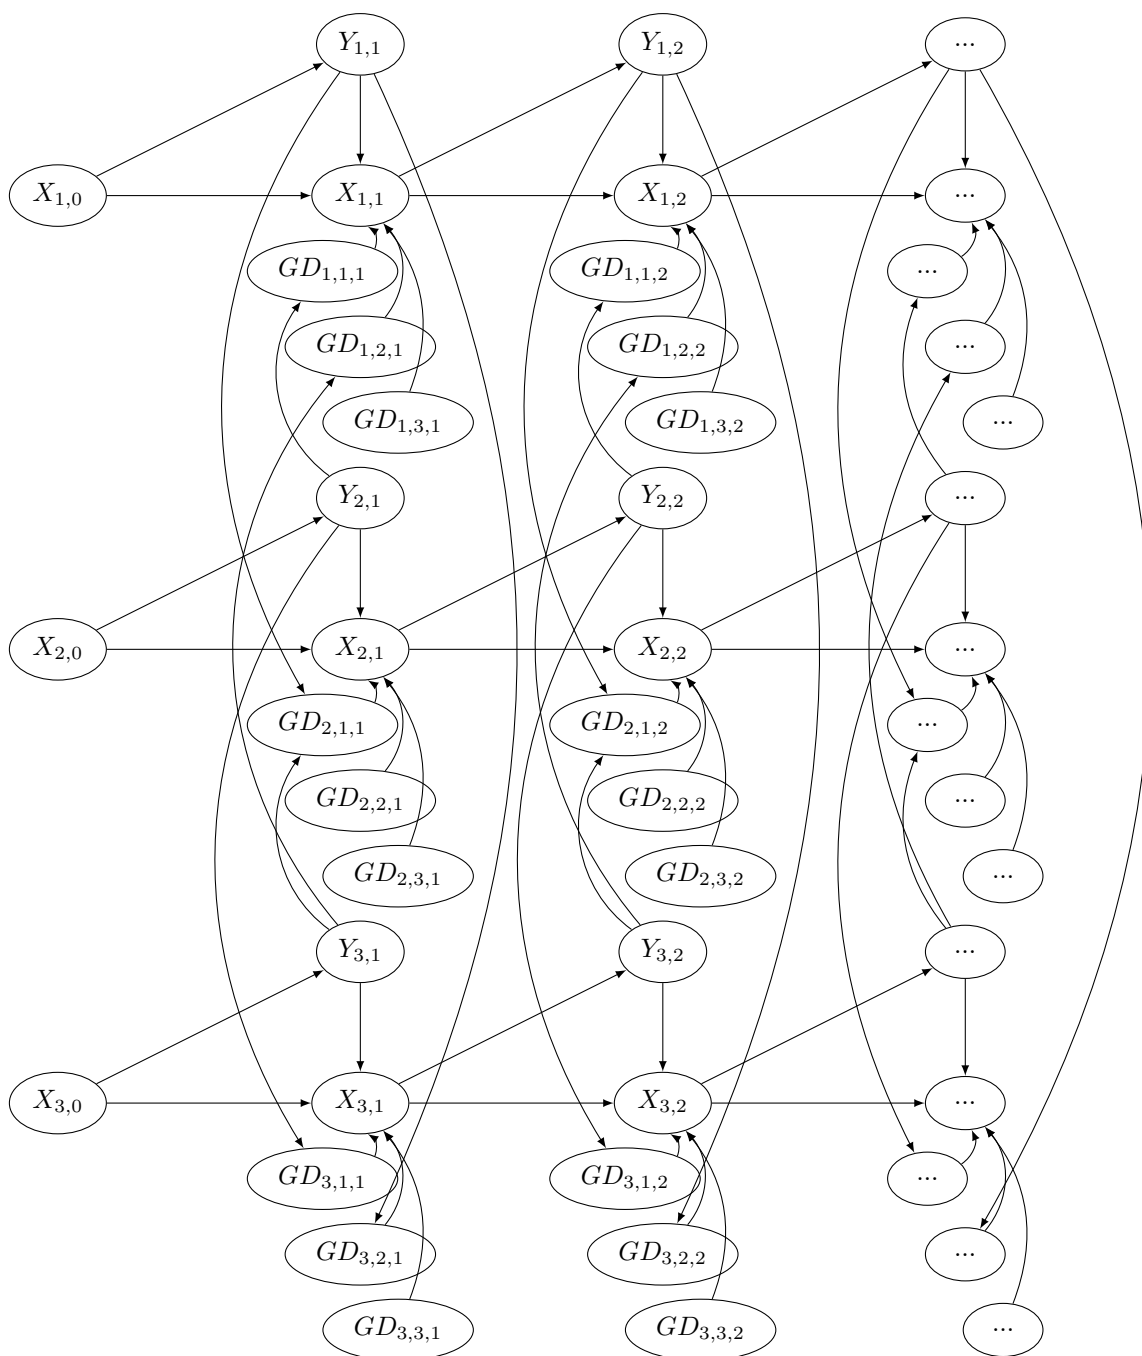 Y1,1 Y1,2 ...
X1,0 X1,1 X1,2 ...
GD1,1,1 GD1,1,2 ...
GD1,2,1 GD1,2,2 ...
GD1,3,1 GD1,3,2 ...
Y2,1 Y2,2 ...
X2,0 X2,1 X2,2 ...
GD2,1,1 GD2,1,2 ...
GD2,2,1 GD2,2,2 ...
GD2,3,1 GD2,3,2 ...
Y3,1 Y3,2 ...
X3,0 X3,1 X3,2 ...
GD3,1,1 GD3,1,2 ...
GD3,2,1 GD3,2,2 ...
GD3,3,1 GD3,3,2 ...